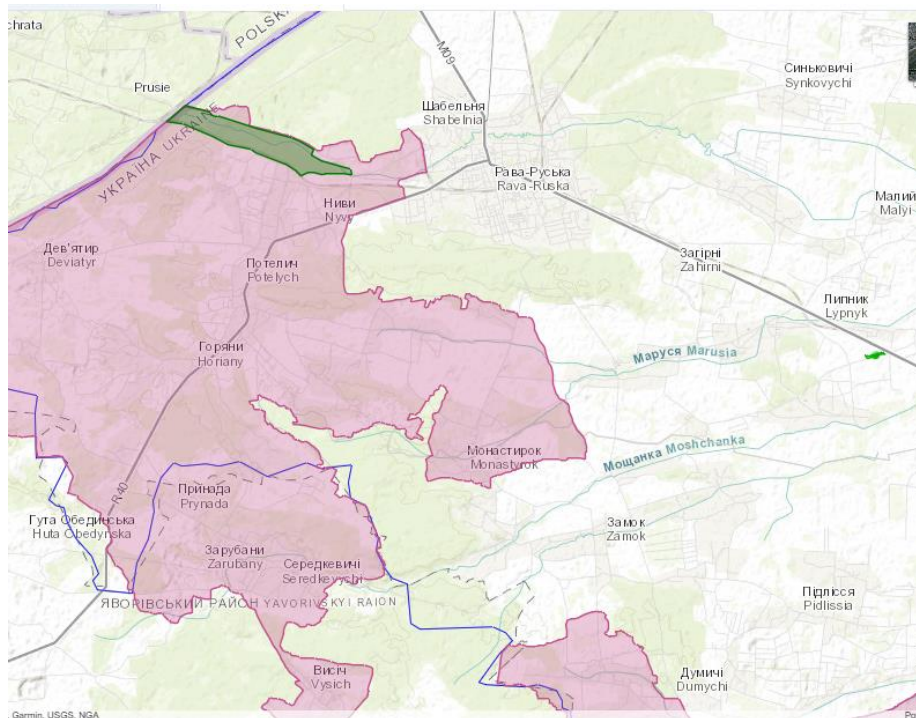 chrata
POLSKA
M09
Prusie
Синьковичі
Synkovychi
Шабельня
Shabelnia
УКРАЇНА UKRAINE
Рава-Руська
Rava-Ruska
Малий
Malyi
Ниви
Nyvy
Дев'ятир
Deviatyr
Потелич
Potelych
Загірні
Zahirni
Липник
Lypnyk
Горяни
Horiany
Маруся Marusia
Монастирок
Monastyrok
Мощанка Moshchanka
R40
Принада
Prynada
Гута Обединська
Huta Obedynska
Замок
Zamok
Зарубани
Zarubany
Середкевичі
Seredkevychi
ЯВОРІВСЬКИЙ РАЙОН YAVORIVSKYI RAION
Підлісся
Pidlissia
Висіч
Vysich
Думичі
Dumychi
Garmin, USGS, NGA
Po